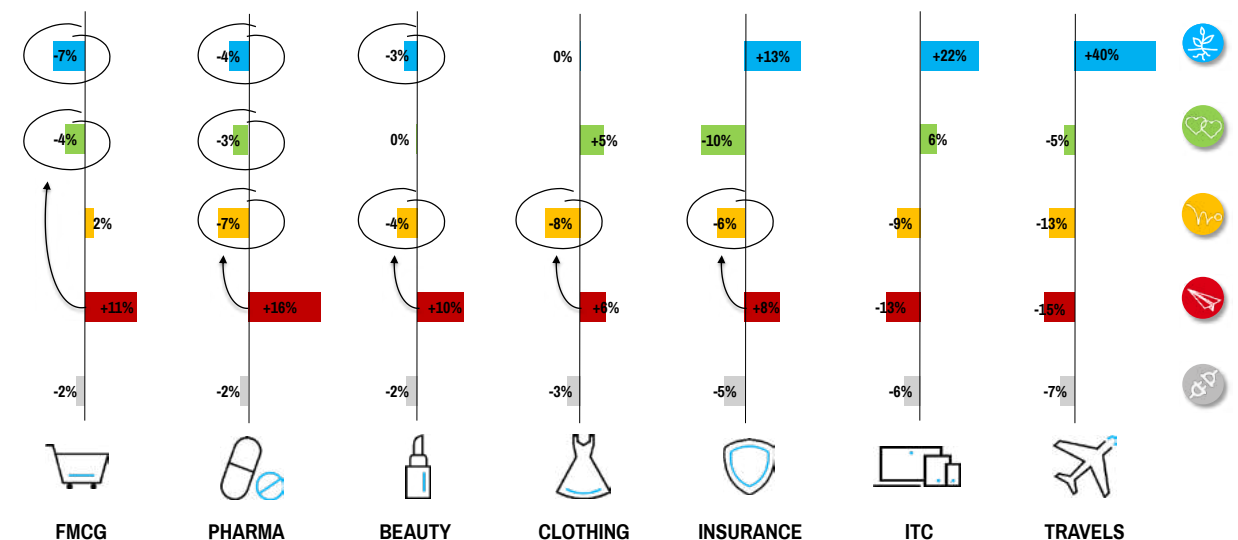 -7% -4% -3% 0% +13% +22% +40%
-4% -3% 0% +5% -10% 6% -5%
2% -7% -4% -8% -6% -9% -13%
+11% +16% +10% +6% +8% -13% -15%
-2% -2% -2% -3% -5% -6% -7%
FMCG PHARMA BEAUTY CLOTHING INSURANCE ITC TRAVELS